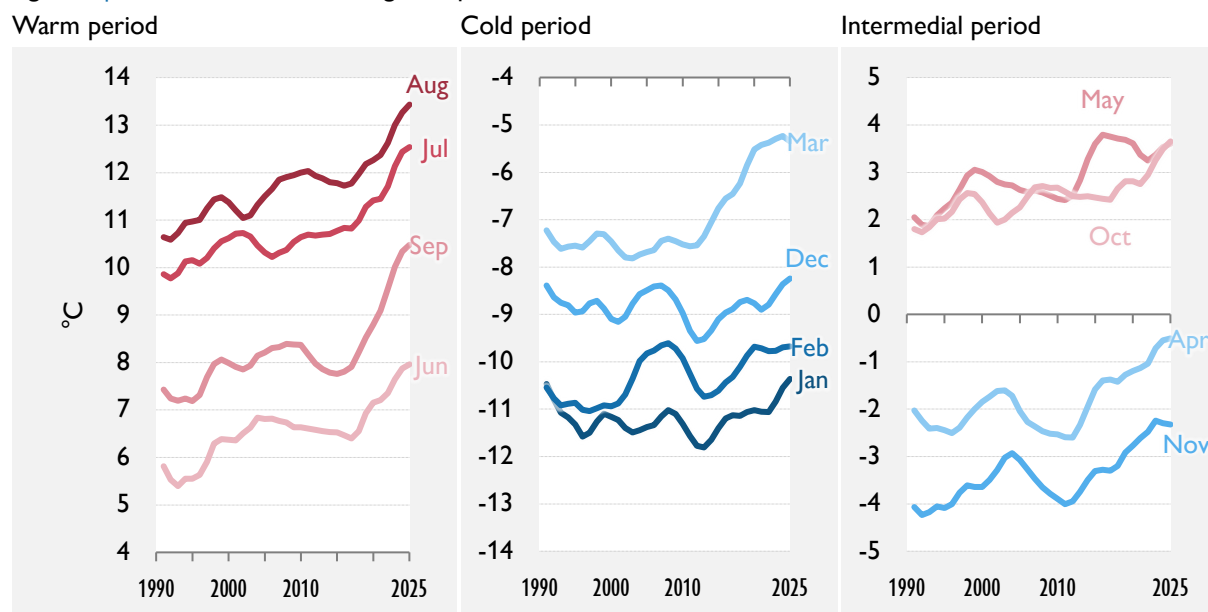 Warm period
14
13
12
11
10
9
8
7
6
5
4
°C
Aug
Jul
Sep
Jun
1990
2000
2010
2025
Cold period
-4
-5
-6
-7
-8
-9
-10
-11
-12
-13
-14
Mar
Dec
Feb
Jan
1990
2000
2010
2025
Intermedial period
5
4
3
2
1
0
-1
-2
-3
-4
-5
May
Oct
Apr
Nov
1990
2000
2010
2025